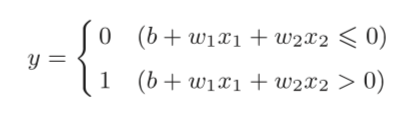 y = { 0 (b + w₁x₁ + w₂x₂ ⩽ 0)
1 (b + w₁x₁ + w₂x₂ > 0)